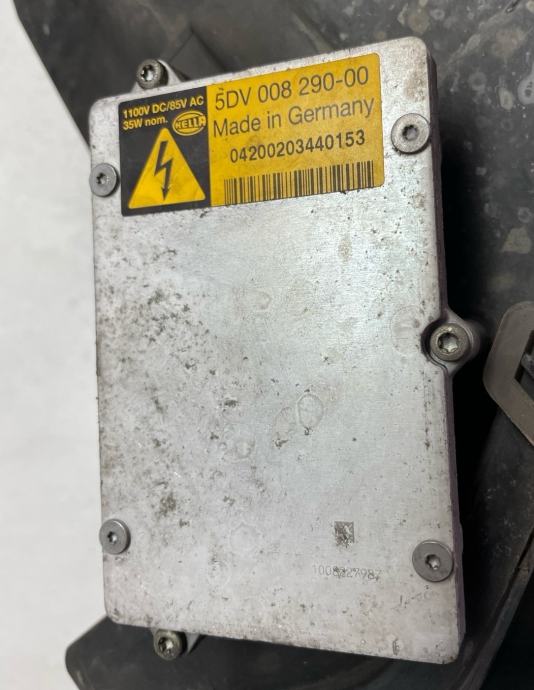 1100V DC/85V AC
35W nom. HELLA
5DV 008 290-00
Made in Germany
04200203440153